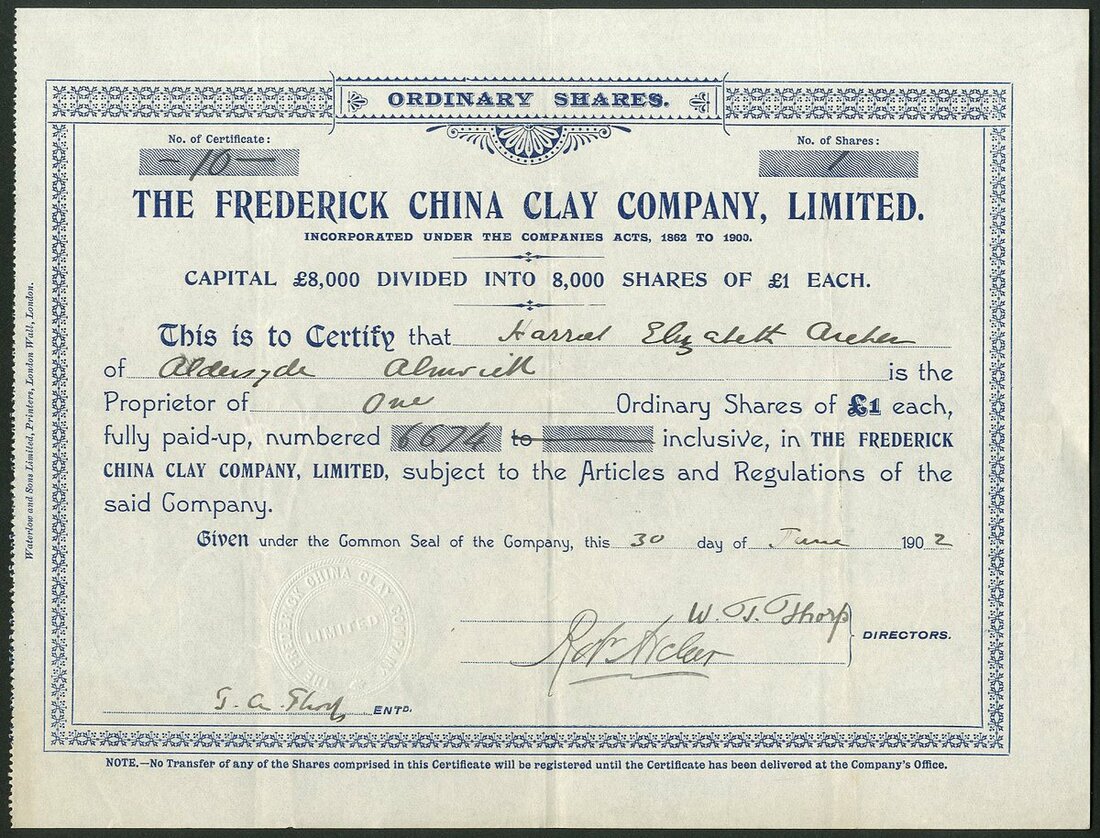 ORDINARY SHARES.
No. of Certificate:
No. of Shares:
– 10 –
1
THE FREDERICK CHINA CLAY COMPANY, LIMITED.
INCORPORATED UNDER THE COMPANIES ACTS, 1862 TO 1900.
CAPITAL £8,000 DIVIDED INTO 8,000 SHARES OF £1 EACH.
This is to Certify that Harriet Elizabeth Archer
of Aldersyde Alnwick is the
Proprietor of One Ordinary Shares of £1 each,
fully paid-up, numbered 6674 to inclusive, in THE FREDERICK
CHINA CLAY COMPANY, LIMITED, subject to the Articles and Regulations of the
said Company.
Given under the Common Seal of the Company, this 30 day of June 1902
CHINA CLAY
LIMITED
W. T. Thorp
Robt Archer
DIRECTORS.
Thorp ENTD.
NOTE.—No Transfer of any of the Shares comprised in this Certificate will be registered until the Certificate has been delivered at the Company's Office.
Waterlow and Sons Limited, Printers, London Wall, London.